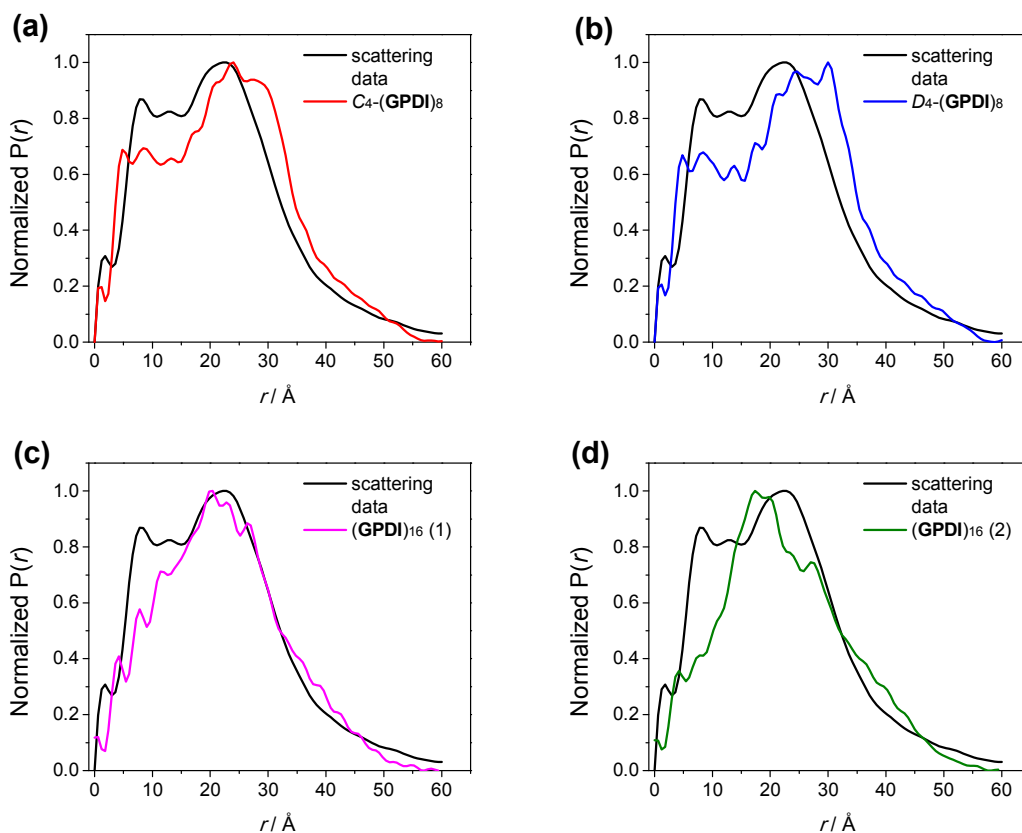 (a)
scattering
data
C4-(GPDI)8
Normalized P(r)
1.0
0.8
0.6
0.4
0.2
0.0
0 10 20 30 40 50 60
r / Å
(b)
scattering
data
D4-(GPDI)8
Normalized P(r)
1.0
0.8
0.6
0.4
0.2
0.0
0 10 20 30 40 50 60
r / Å
(c)
scattering
data
(GPDI)16 (1)
Normalized P(r)
1.0
0.8
0.6
0.4
0.2
0.0
0 10 20 30 40 50 60
r / Å
(d)
scattering
data
(GPDI)16 (2)
Normalized P(r)
1.0
0.8
0.6
0.4
0.2
0.0
0 10 20 30 40 50 60
r / Å